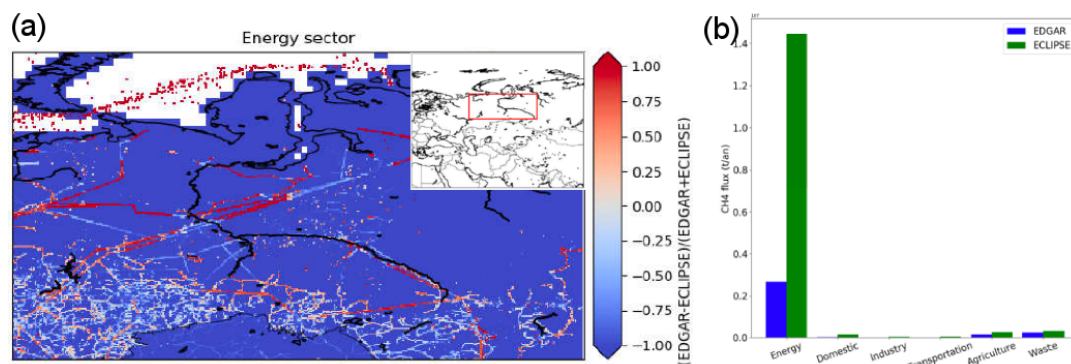 (a)
Energy sector
1.00
0.75
0.50
0.25
0.00
−0.25
−0.50
−0.75
−1.00
(EDGAR-ECLIPSE)/(EDGAR+ECLIPSE)
(b)
EDGAR
ECLIPSE
CH4 flux (t/an)
1.4
1.2
1.0
0.8
0.6
0.4
0.2
0.0
Energy
Domestic
Industry
Transportation
Agriculture
Waste